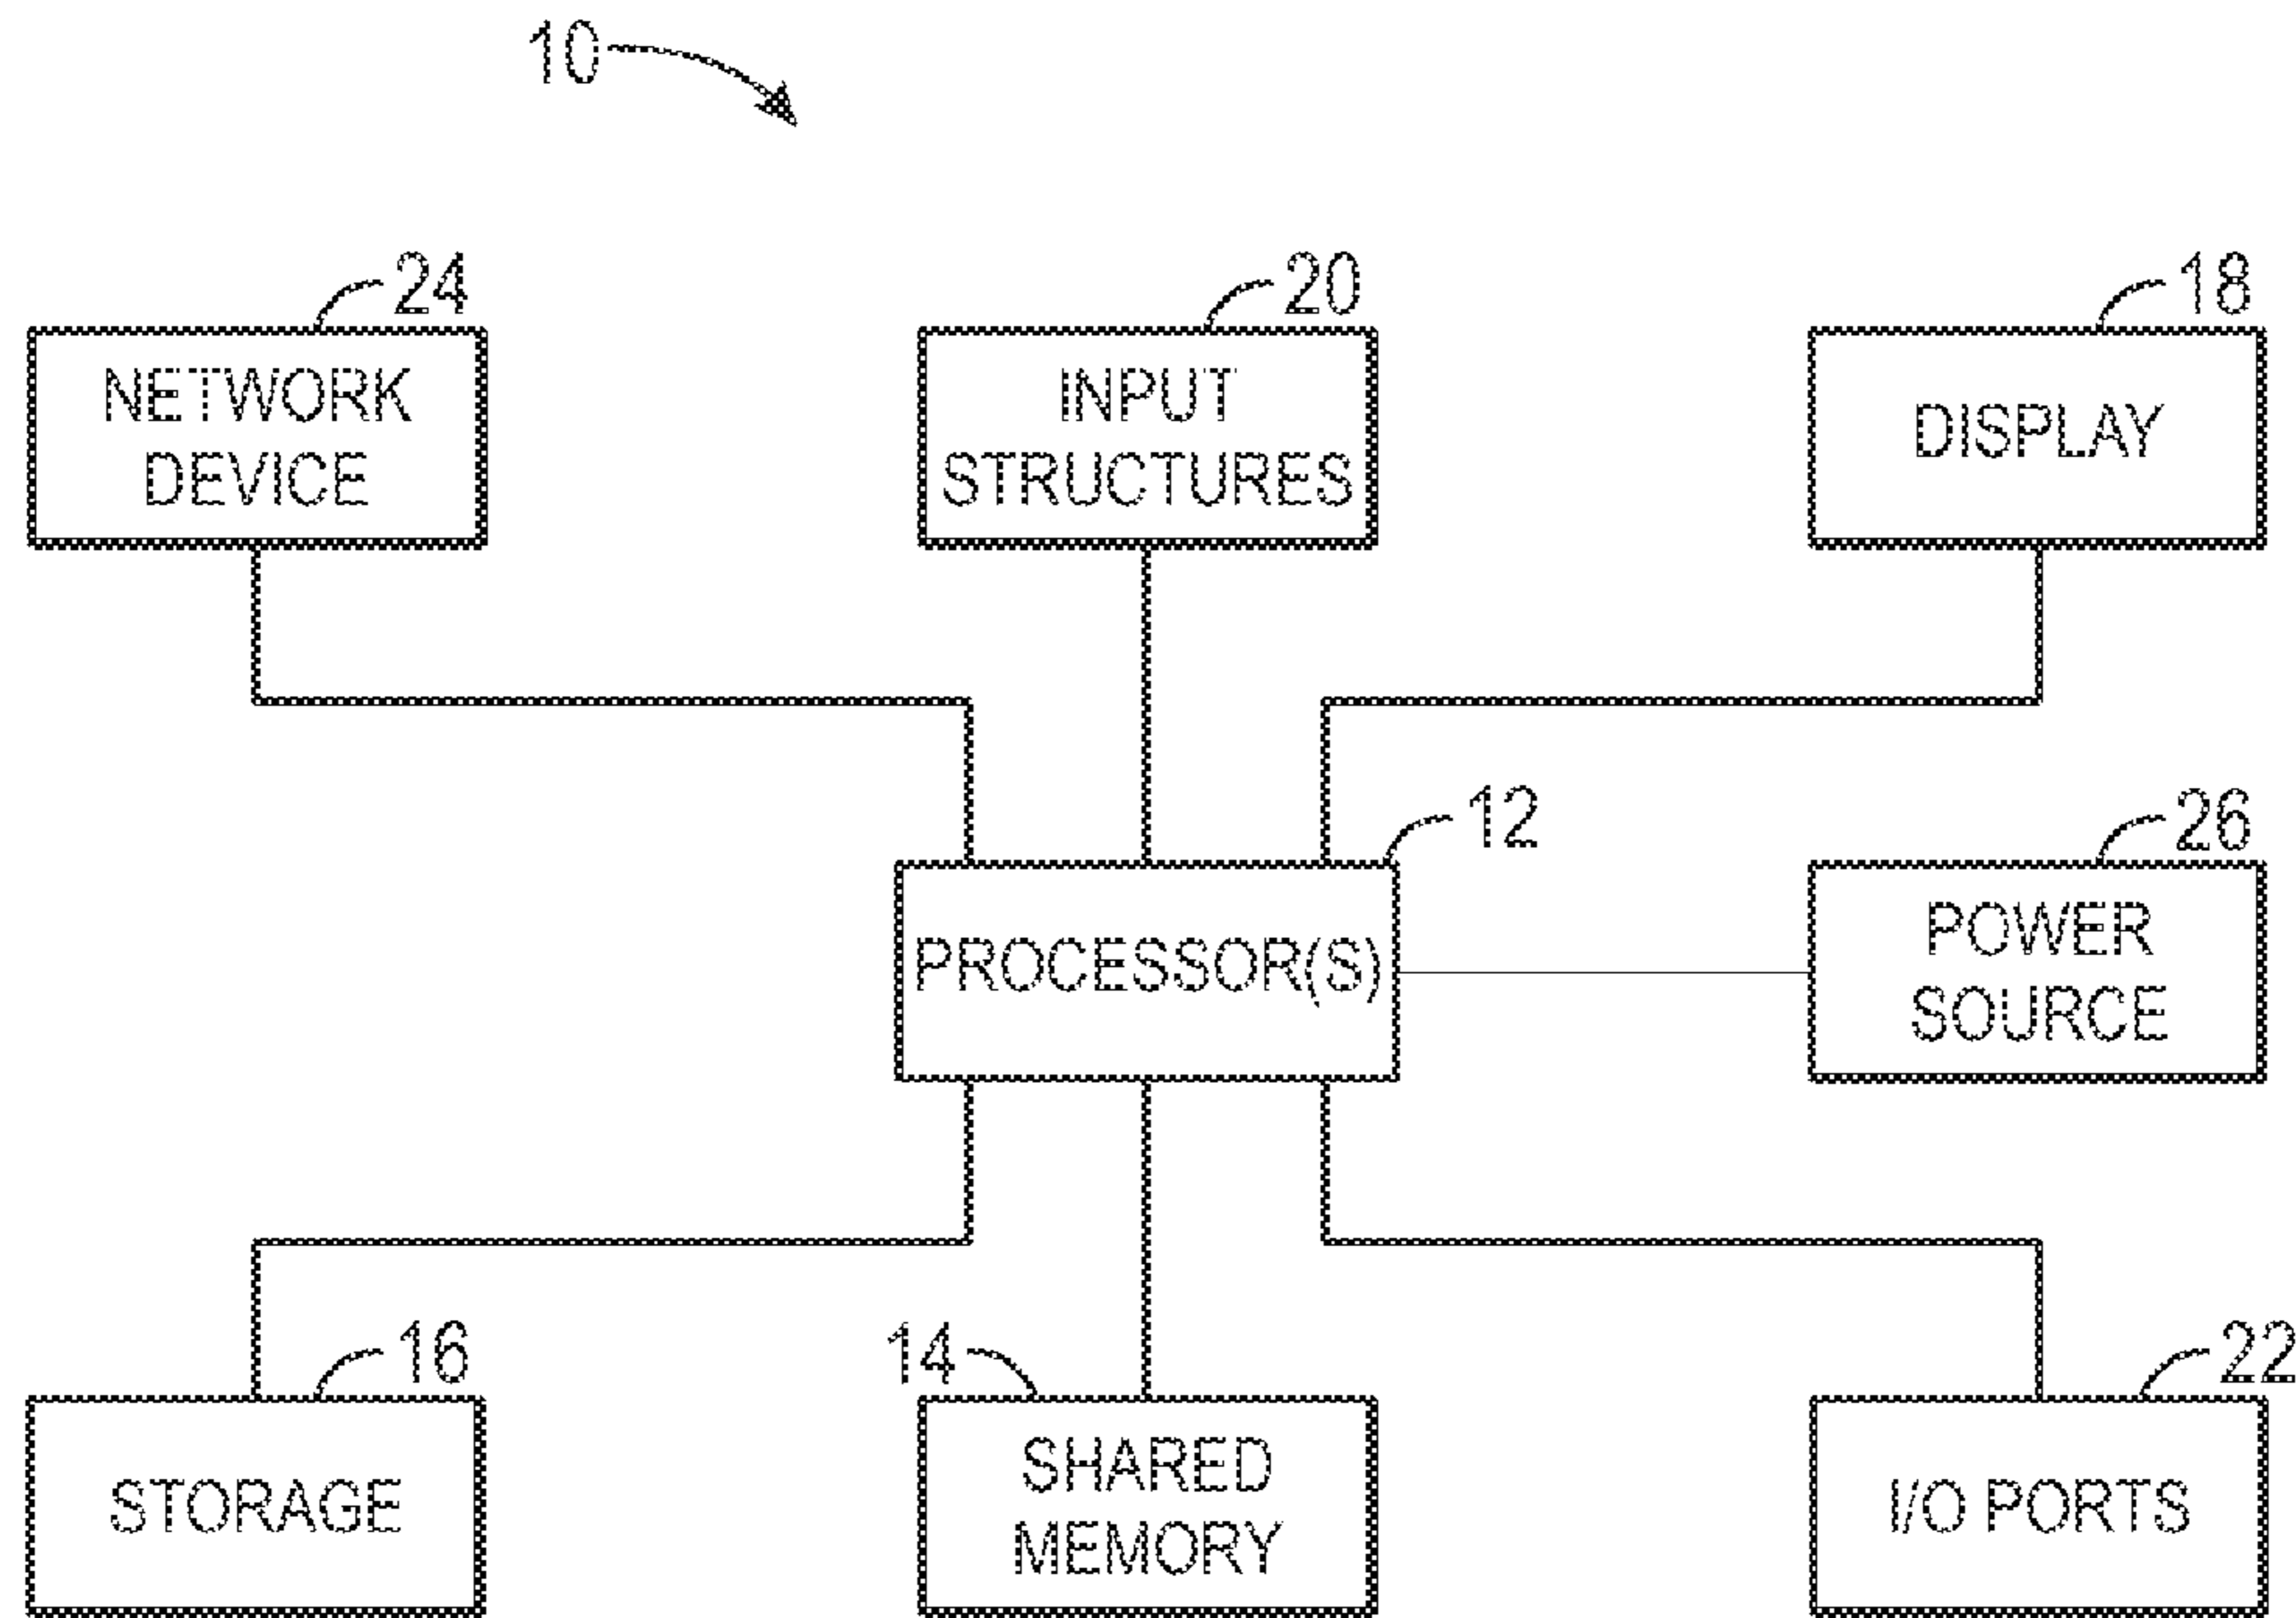 10
24
20
18
NETWORK
DEVICE
INPUT
STRUCTURES
DISPLAY
12
26
PROCESSOR(S)
POWER
SOURCE
16
14
22
STORAGE
SHARED
MEMORY
I/O PORTS